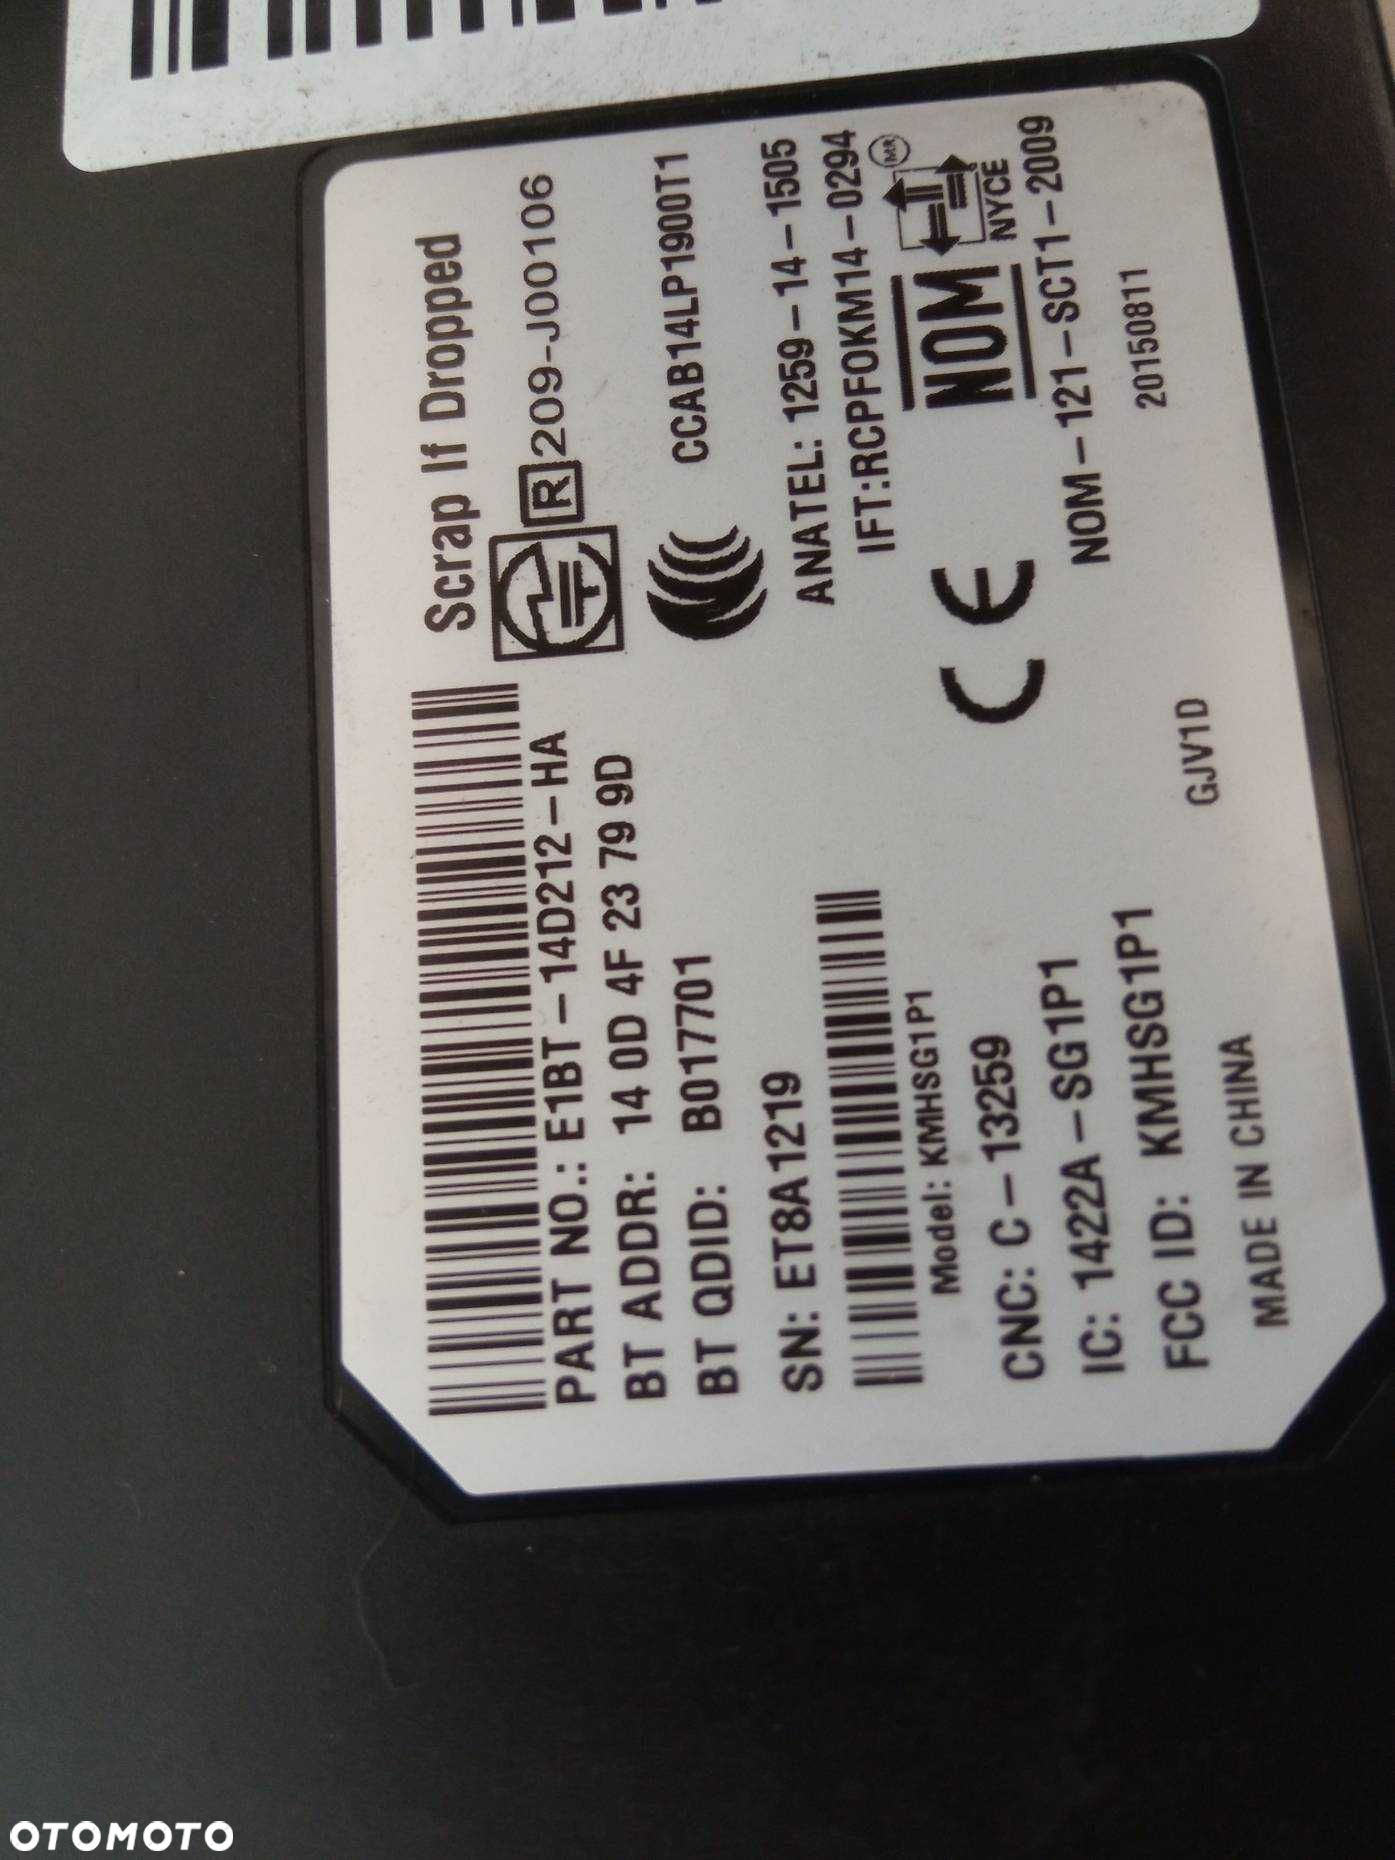 Scrap If Dropped
PART NO.: E1BT-14D212-HA
R 209-J00106
BT ADDR: 14 0D 4F 23 79 9D
BT QDID: B017701
CCAB14LP1900T1
SN: ET8A1219
ANATEL: 1259-14-1505
IFT:RCPFOKM14-0294
Model: KMHSG1P1
CE
NOM
NYCE
MR
CNC: C-13259
NOM-121-SCT1-2009
IC: 1422A-SG1P1
20150811
FCC ID: KMHSG1P1
GJV1D
MADE IN CHINA
OTOMOTO